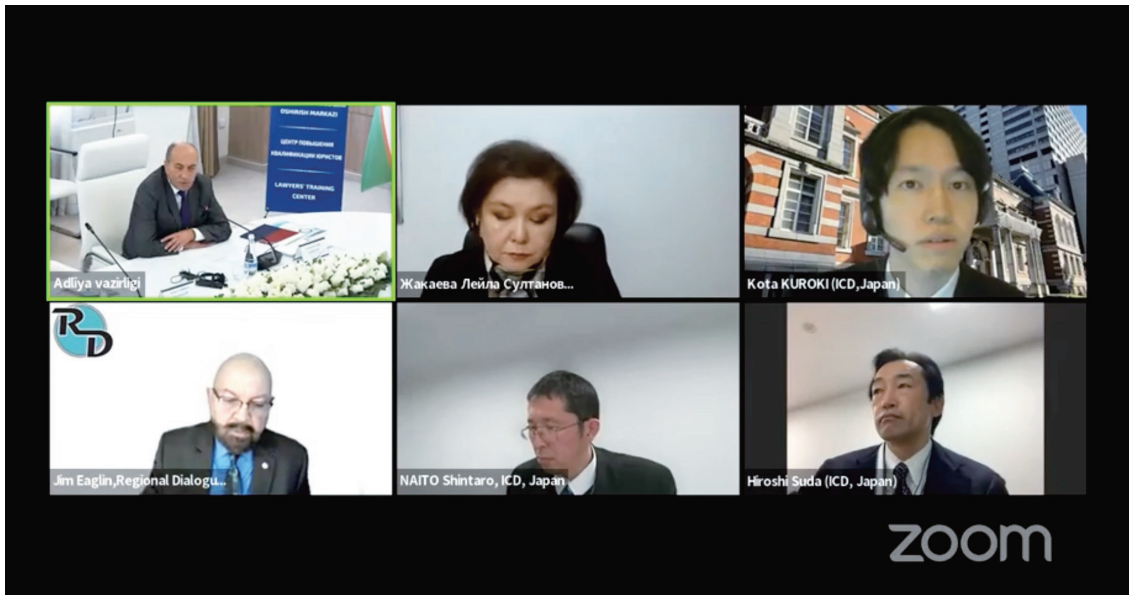 OSHIRISH MARKAZI
ЦЕНТР ПОВЫШЕНИЯ
КВАЛИФИКАЦИИ ЮРИСТОВ
LAWYERS' TRAINING
CENTER
Adliya vazirligi
Жакаева Лейла Султанов...
Kota KUROKI (ICD,Japan)
RD
Jim Eaglin,Regional Dialogu...
NAITO Shintaro, ICD, Japan
Hiroshi Suda (ICD, Japan)
zoom